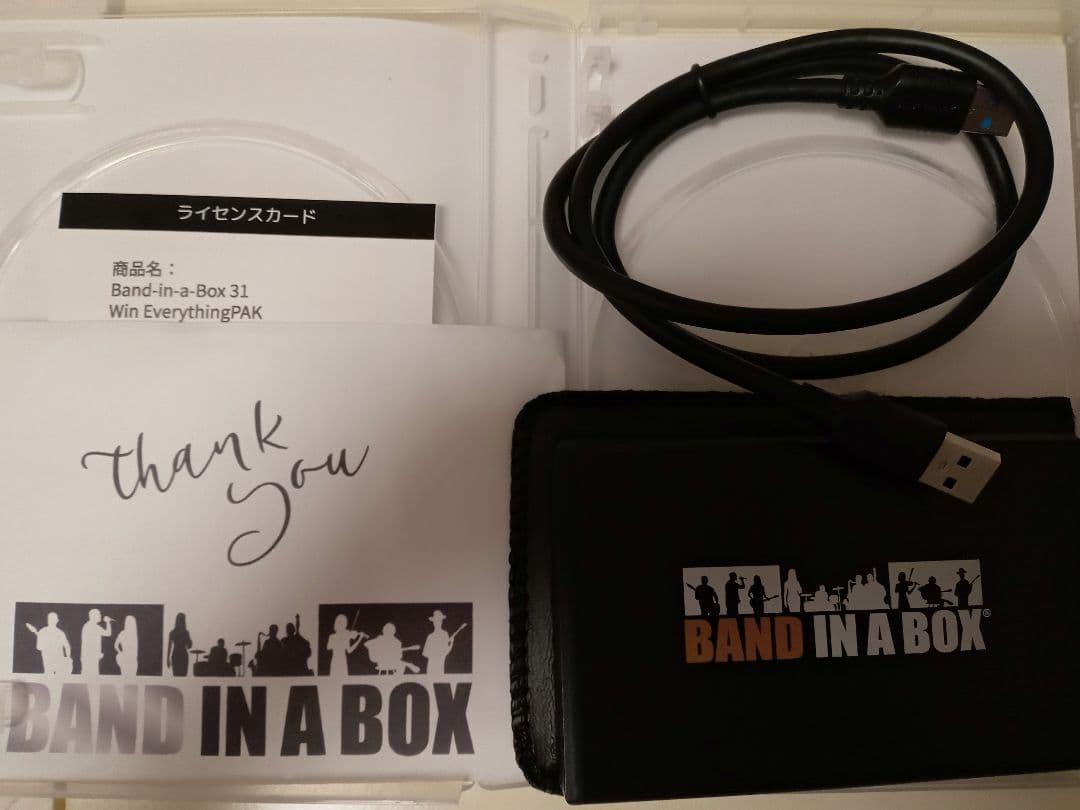 ライセンスカード
商品名：
Band-in-a-Box 31
Win EverythingPAK
thank
you
BAND IN A BOX
BAND IN A BOX®